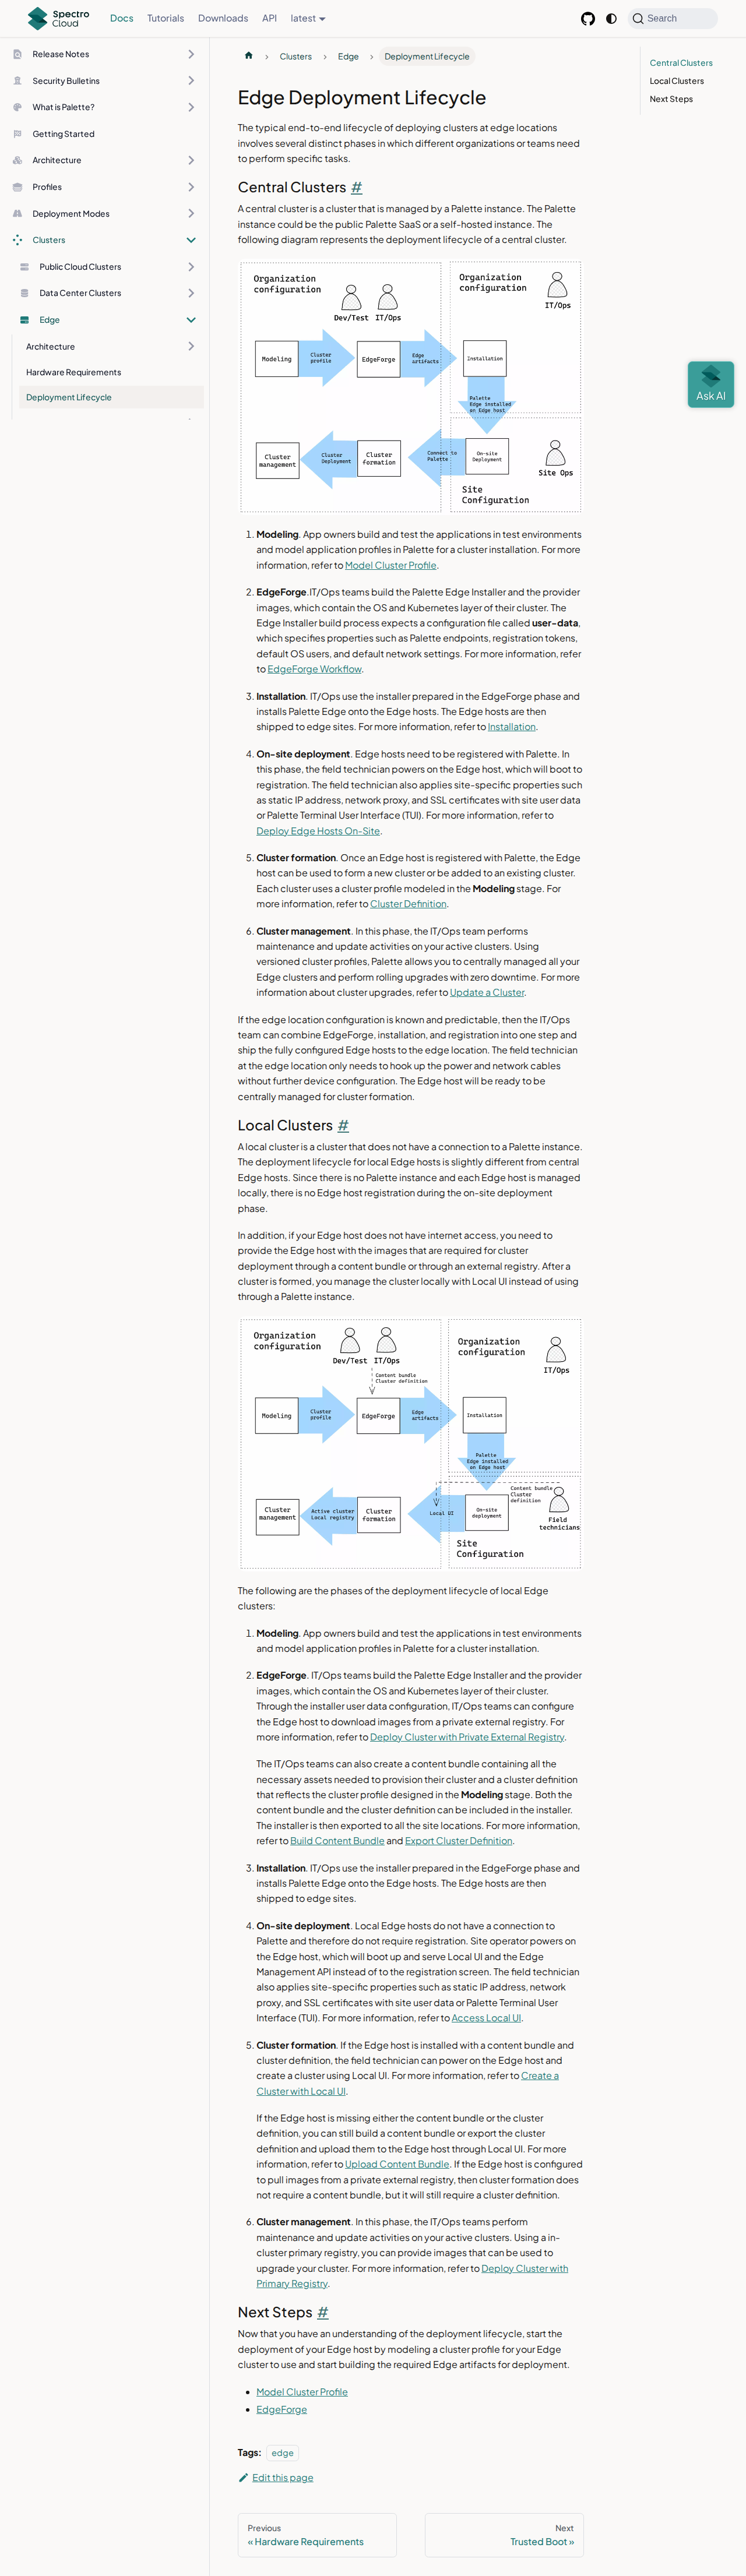 Spectro
Cloud
Docs
Tutorials
Downloads
API
latest
Search
Release Notes
Security Bulletins
What is Palette?
Getting Started
Architecture
Profiles
Deployment Modes
Clusters
Public Cloud Clusters
Data Center Clusters
Edge
Architecture
Hardware Requirements
Deployment Lifecycle
Clusters
Edge
Deployment Lifecycle
Edge Deployment Lifecycle
The typical end-to-end lifecycle of deploying clusters at edge locations
involves several distinct phases in which different organizations or teams need
to perform specific tasks.
Central Clusters #
A central cluster is a cluster that is managed by a Palette instance. The Palette
instance could be the public Palette SaaS or a self-hosted instance. The
following diagram represents the deployment lifecycle of a central cluster.
Organization
configuration
Dev/Test
IT/Ops
Organization
configuration
IT/Ops
Modeling
Cluster
profile
EdgeForge
Edge
artifacts
Installation
Palette
Edge installed
on Edge host
Cluster
management
Cluster
Deployment
Cluster
formation
Connect to
Palette
On-site
Deployment
Site Ops
Site
Configuration
1. Modeling. App owners build and test the applications in test environments
and model application profiles in Palette for a cluster installation. For more
information, refer to Model Cluster Profile.
2. EdgeForge.IT/Ops teams build the Palette Edge Installer and the provider
images, which contain the OS and Kubernetes layer of their cluster. The
Edge Installer build process expects a configuration file called user-data,
which specifies properties such as Palette endpoints, registration tokens,
default OS users, and default network settings. For more information, refer
to EdgeForge Workflow.
3. Installation. IT/Ops use the installer prepared in the EdgeForge phase and
installs Palette Edge onto the Edge hosts. The Edge hosts are then
shipped to edge sites. For more information, refer to Installation.
4. On-site deployment. Edge hosts need to be registered with Palette. In
this phase, the field technician powers on the Edge host, which will boot to
registration. The field technician also applies site-specific properties such
as static IP address, network proxy, and SSL certificates with site user data
or Palette Terminal User Interface (TUI). For more information, refer to
Deploy Edge Hosts On-Site.
5. Cluster formation. Once an Edge host is registered with Palette, the Edge
host can be used to form a new cluster or be added to an existing cluster.
Each cluster uses a cluster profile modeled in the Modeling stage. For
more information, refer to Cluster Definition.
6. Cluster management. In this phase, the IT/Ops team performs
maintenance and update activities on your active clusters. Using
versioned cluster profiles, Palette allows you to centrally managed all your
Edge clusters and perform rolling upgrades with zero downtime. For more
information about cluster upgrades, refer to Update a Cluster.
If the edge location configuration is known and predictable, then the IT/Ops
team can combine EdgeForge, installation, and registration into one step and
ship the fully configured Edge hosts to the edge location. The field technician
at the edge location only needs to hook up the power and network cables
without further device configuration. The Edge host will be ready to be
centrally managed for cluster formation.
Local Clusters #
A local cluster is a cluster that does not have a connection to a Palette instance.
The deployment lifecycle for local Edge hosts is slightly different from central
Edge hosts. Since there is no Palette instance and each Edge host is managed
locally, there is no Edge host registration during the on-site deployment
phase.
In addition, if your Edge host does not have internet access, you need to
provide the Edge host with the images that are required for cluster
deployment through a content bundle or through an external registry. After a
cluster is formed, you manage the cluster locally with Local UI instead of using
through a Palette instance.
Organization
configuration
Dev/Test
IT/Ops
Content bundle
Cluster definition
Organization
configuration
IT/Ops
Modeling
Cluster
profile
EdgeForge
Edge
artifacts
Installation
Palette
Edge installed
on Edge host
Cluster
management
Active cluster
Local registry
Cluster
formation
Local UI
On-site
deployment
Content bundle
Cluster
definition
Field
technicians
Site
Configuration
The following are the phases of the deployment lifecycle of local Edge
clusters:
1. Modeling. App owners build and test the applications in test environments
and model application profiles in Palette for a cluster installation.
2. EdgeForge. IT/Ops teams build the Palette Edge Installer and the provider
images, which contain the OS and Kubernetes layer of their cluster.
Through the installer user data configuration, IT/Ops teams can configure
the Edge host to download images from a private external registry. For
more information, refer to Deploy Cluster with Private External Registry.
The IT/Ops teams can also create a content bundle containing all the
necessary assets needed to provision their cluster and a cluster definition
that reflects the cluster profile designed in the Modeling stage. Both the
content bundle and the cluster definition can be included in the installer.
The installer is then exported to all the site locations. For more information,
refer to Build Content Bundle and Export Cluster Definition.
3. Installation. IT/Ops use the installer prepared in the EdgeForge phase and
installs Palette Edge onto the Edge hosts. The Edge hosts are then
shipped to edge sites.
4. On-site deployment. Local Edge hosts do not have a connection to
Palette and therefore do not require registration. Site operator powers on
the Edge host, which will boot up and serve Local UI and the Edge
Management API instead of to the registration screen. The field technician
also applies site-specific properties such as static IP address, network
proxy, and SSL certificates with site user data or Palette Terminal User
Interface (TUI). For more information, refer to Access Local UI.
5. Cluster formation. If the Edge host is installed with a content bundle and
cluster definition, the field technician can power on the Edge host and
create a cluster using Local UI. For more information, refer to Create a
Cluster with Local UI.
If the Edge host is missing either the content bundle or the cluster
definition, you can still build a content bundle or export the cluster
definition and upload them to the Edge host through Local UI. For more
information, refer to Upload Content Bundle. If the Edge host is configured
to pull images from a private external registry, then cluster formation does
not require a content bundle, but it will still require a cluster definition.
6. Cluster management. In this phase, the IT/Ops teams perform
maintenance and update activities on your active clusters. Using a in-
cluster primary registry, you can provide images that can be used to
upgrade your cluster. For more information, refer to Deploy Cluster with
Primary Registry.
Next Steps #
Now that you have an understanding of the deployment lifecycle, start the
deployment of your Edge host by modeling a cluster profile for your Edge
cluster to use and start building the required Edge artifacts for deployment.
Model Cluster Profile
EdgeForge
Tags: edge
Edit this page
Previous
« Hardware Requirements
Next
Trusted Boot »
Central Clusters
Local Clusters
Next Steps
Ask AI